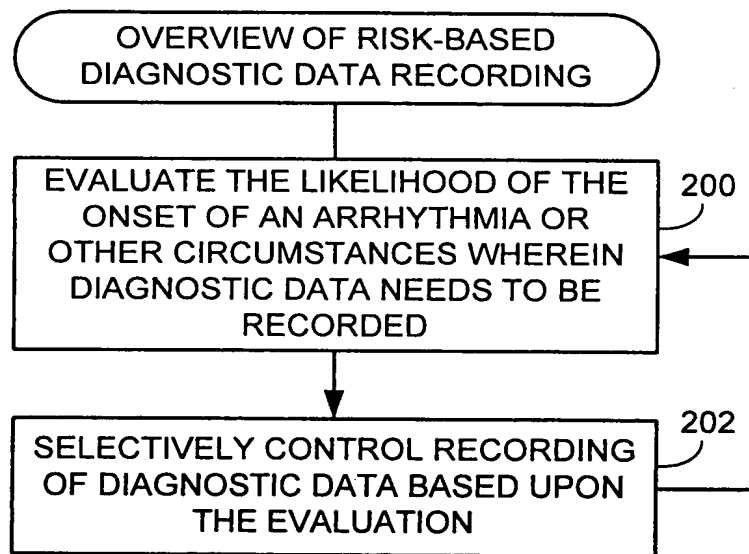 OVERVIEW OF RISK-BASED
DIAGNOSTIC DATA RECORDING
EVALUATE THE LIKELIHOOD OF THE
ONSET OF AN ARRHYTHMIA OR
OTHER CIRCUMSTANCES WHEREIN
DIAGNOSTIC DATA NEEDS TO BE
RECORDED
200
SELECTIVELY CONTROL RECORDING
OF DIAGNOSTIC DATA BASED UPON
THE EVALUATION
202